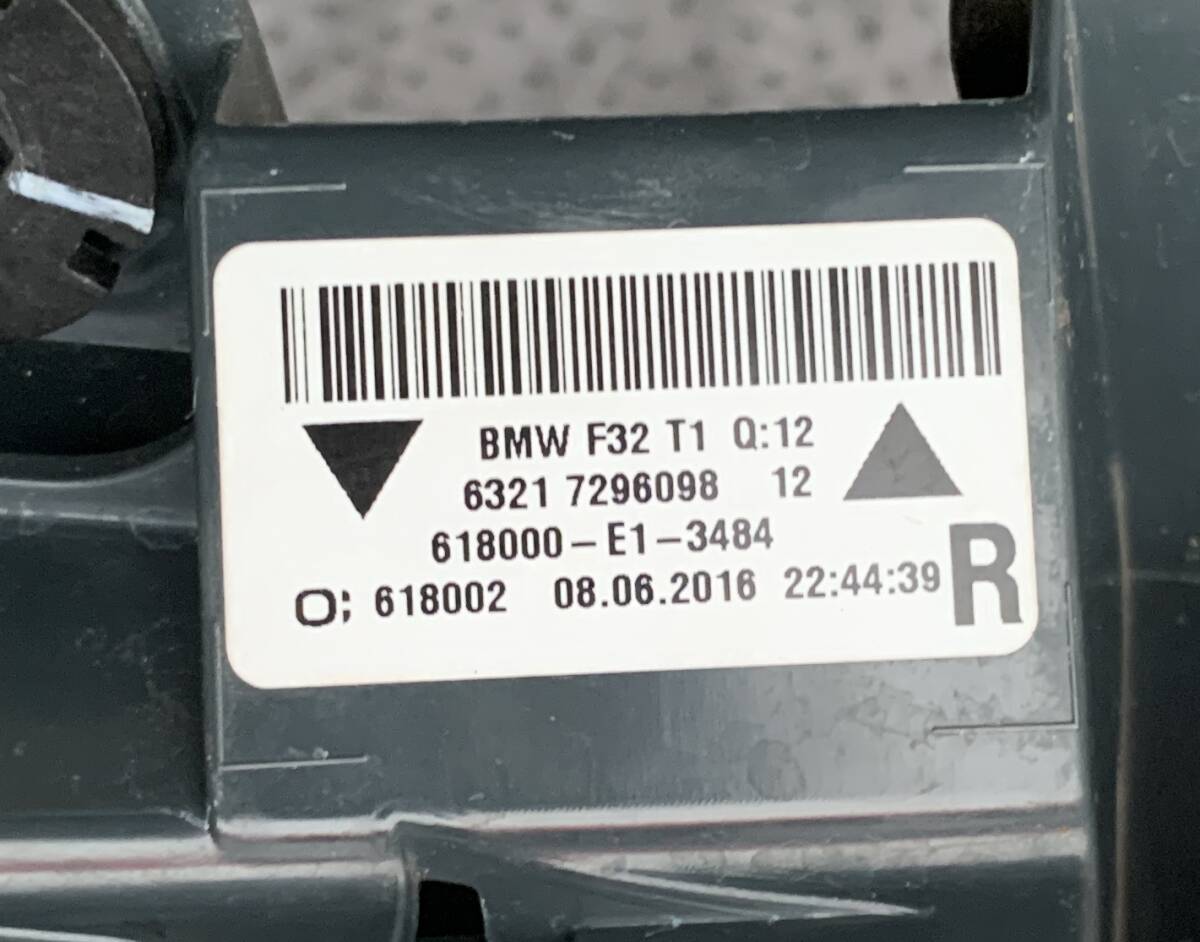 BMW F32 T1 Q:12
6321 7296098 12
618000-E1-3484
O; 618002 08.06.2016 22:44:39
R